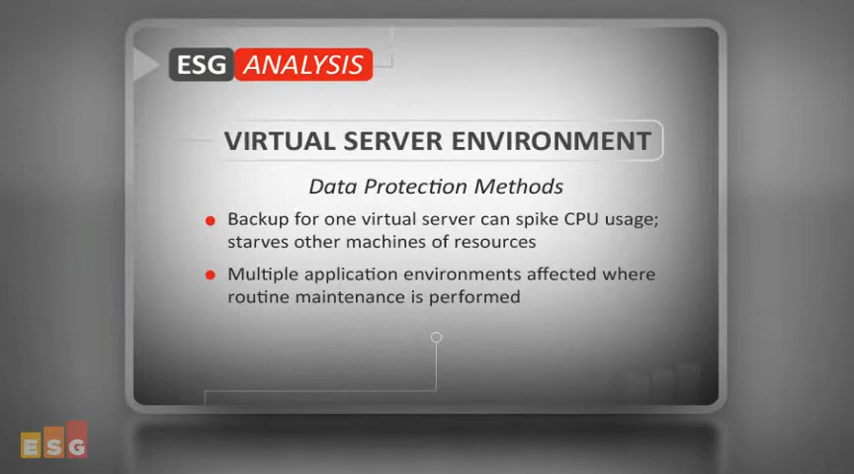 ESG ANALYSIS
VIRTUAL SERVER ENVIRONMENT
Data Protection Methods
Backup for one virtual server can spike CPU usage;
starves other machines of resources
Multiple application environments affected where
routine maintenance is performed
ESG